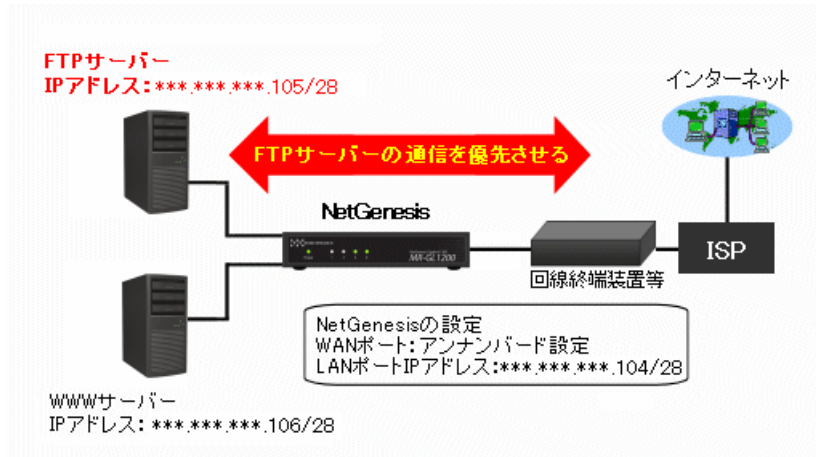 FTPサーバー
IPアドレス:***.***.***.105/28
インターネット
FTPサーバーの通信を優先させる
NetGenesis
MR-GL1200
ISP
回線終端装置等
NetGenesisの設定
WANポート:アンナンバード設定
LANポートIPアドレス:***.***.***.104/28
WWWサーバー
IPアドレス:***.***.***.106/28